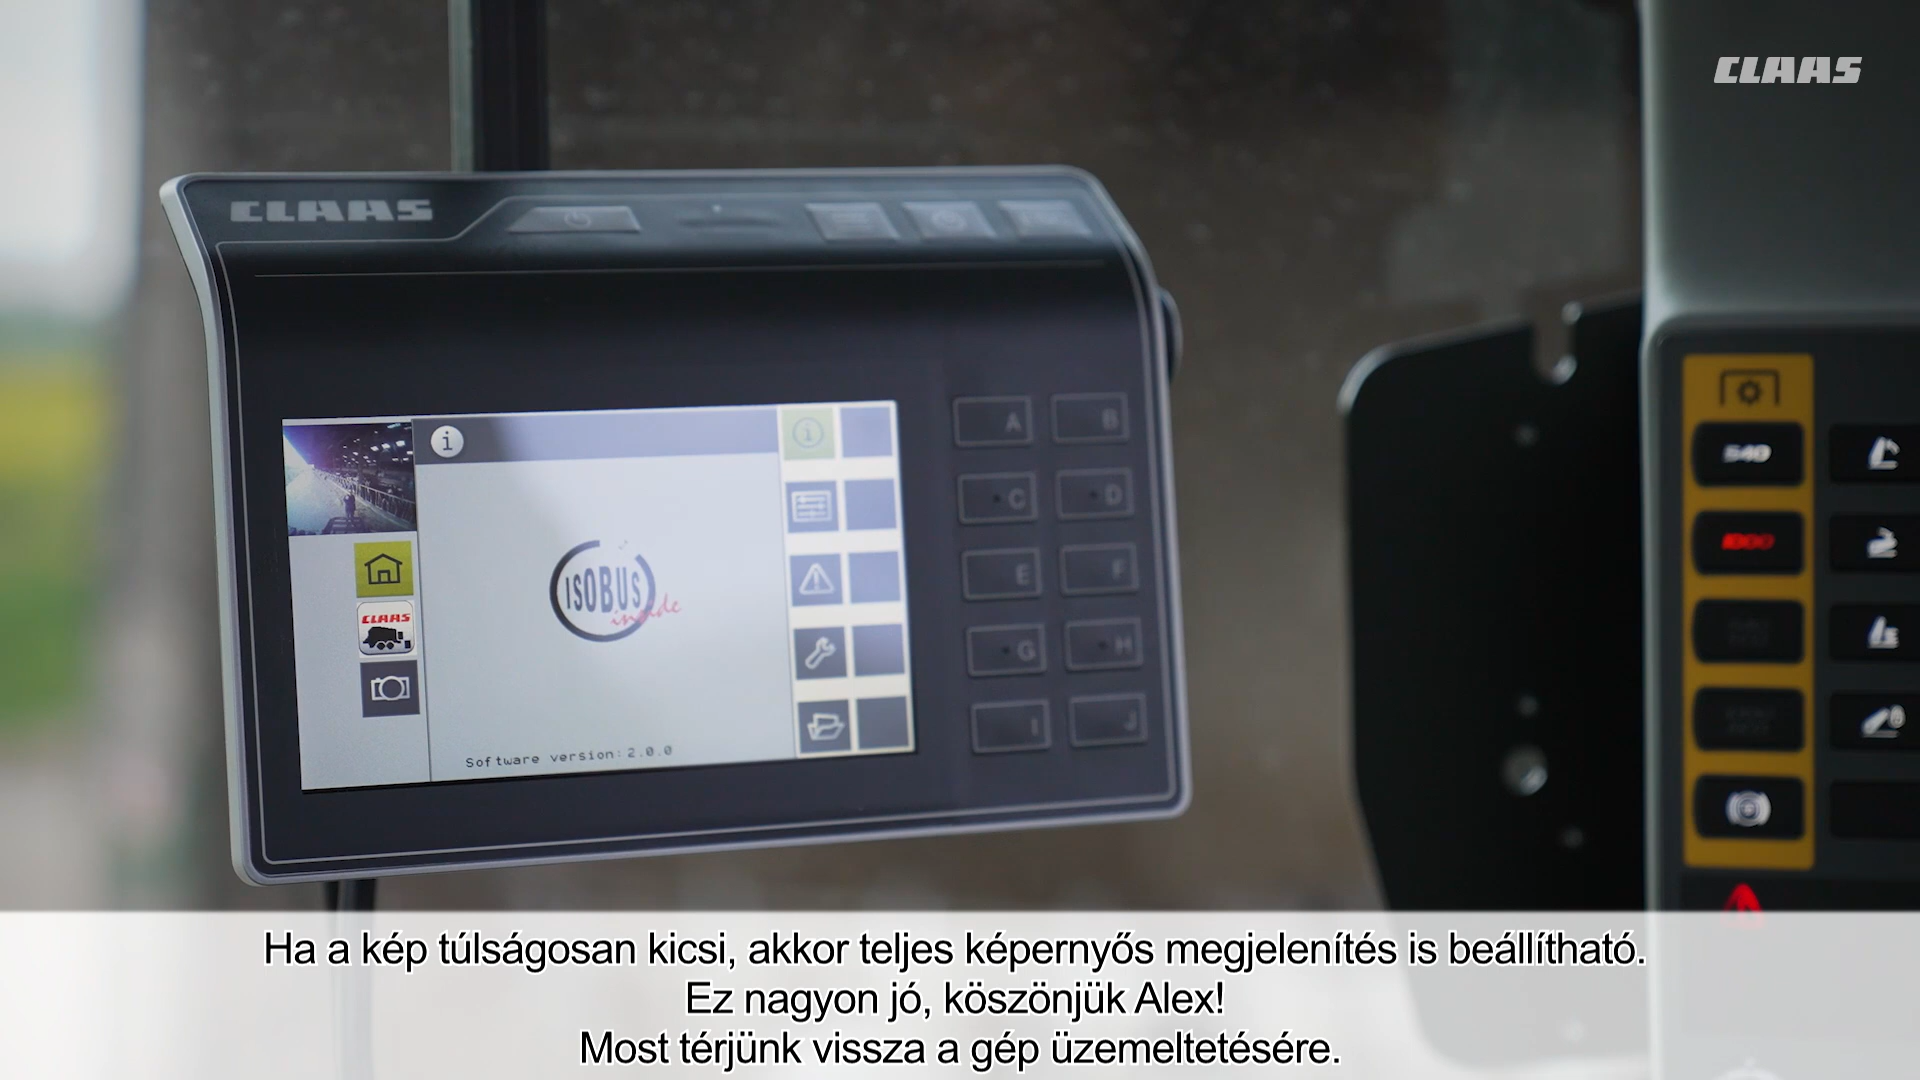 CLAAS
CLAAS
A B
C D
E F
G H
I J
i
i
ISOBUS
inside
CLAAS
Software version:2.0.0
540
1000
Ha a kép túlságosan kicsi, akkor teljes képernyős megjelenítés is beállítható.
Ez nagyon jó, köszönjük Alex!
Most térjünk vissza a gép üzemeltetésére.